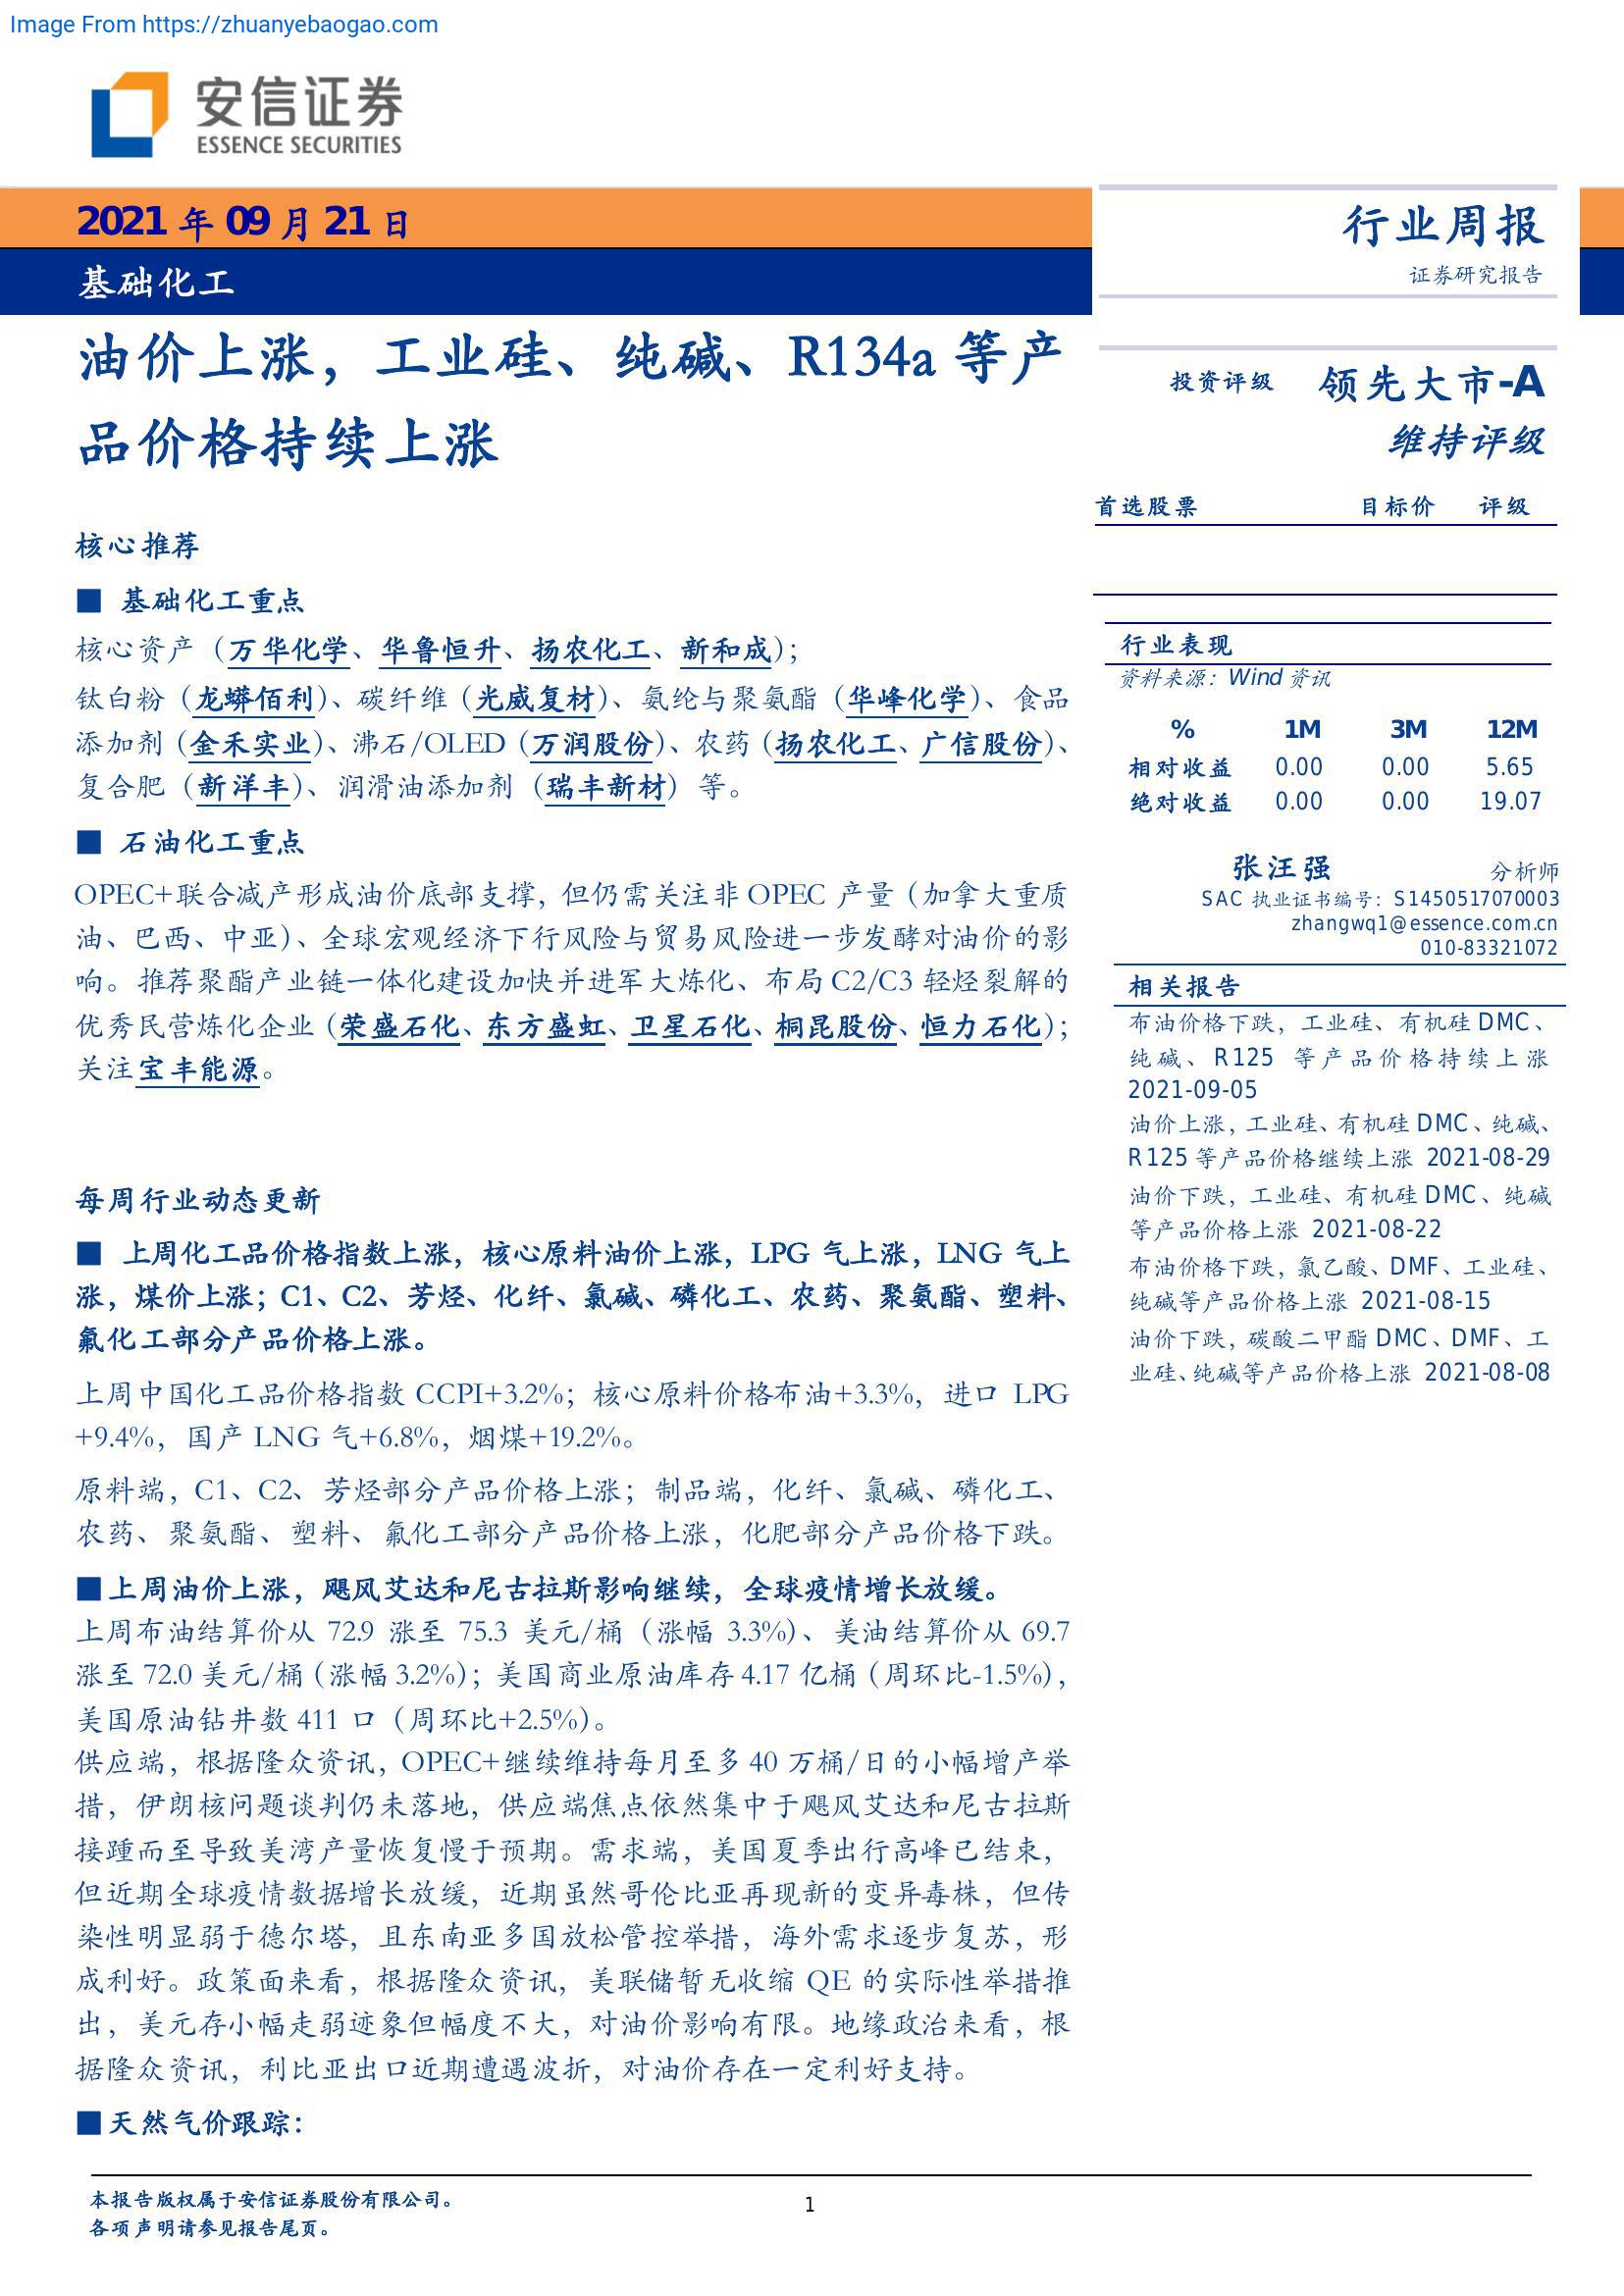 Image From https://zhuanyebaogao.com
安信证券
ESSENCE SECURITIES
2021 年 09 月 21 日
基础化工
油价上涨，工业硅、纯碱、R134a 等产
品价格持续上涨
核心推荐
■ 基础化工重点
核心资产（万华化学、华鲁恒升、扬农化工、新和成）；
钛白粉（龙蟒佰利）、碳纤维（光威复材）、氨纶与聚氨酯（华峰化学）、食品
添加剂（金禾实业）、沸石/OLED（万润股份）、农药（扬农化工、广信股份）、
复合肥（新洋丰）、润滑油添加剂（瑞丰新材）等。
■ 石油化工重点
OPEC+联合减产形成油价底部支撑，但仍需关注非 OPEC 产量（加拿大重质
油、巴西、中亚）、全球宏观经济下行风险与贸易风险进一步发酵对油价的影
响。推荐聚酯产业链一体化建设加快并进军大炼化、布局 C2/C3 轻烃裂解的
优秀民营炼化企业（荣盛石化、东方盛虹、卫星石化、桐昆股份、恒力石化）；
关注宝丰能源。
每周行业动态更新
■ 上周化工品价格指数上涨，核心原料油价上涨，LPG 气上涨，LNG 气上
涨，煤价上涨；C1、C2、芳烃、化纤、氯碱、磷化工、农药、聚氨酯、塑料、
氟化工部分产品价格上涨。
上周中国化工品价格指数 CCPI+3.2%；核心原料价格布油+3.3%，进口 LPG
+9.4%，国产 LNG 气+6.8%，烟煤+19.2%。
原料端，C1、C2、芳烃部分产品价格上涨；制品端，化纤、氯碱、磷化工、
农药、聚氨酯、塑料、氟化工部分产品价格上涨，化肥部分产品价格下跌。
■上周油价上涨，飓风艾达和尼古拉斯影响继续，全球疫情增长放缓。
上周布油结算价从 72.9 涨至 75.3 美元/桶（涨幅 3.3%）、美油结算价从 69.7
涨至 72.0 美元/桶（涨幅 3.2%）；美国商业原油库存 4.17 亿桶（周环比-1.5%），
美国原油钻井数 411 口（周环比+2.5%）。
供应端，根据隆众资讯，OPEC+继续维持每月至多 40 万桶/日的小幅增产举
措，伊朗核问题谈判仍未落地，供应端焦点依然集中于飓风艾达和尼古拉斯
接踵而至导致美湾产量恢复慢于预期。需求端，美国夏季出行高峰已结束，
但近期全球疫情数据增长放缓，近期虽然哥伦比亚再现新的变异毒株，但传
染性明显弱于德尔塔，且东南亚多国放松管控举措，海外需求逐步复苏，形
成利好。政策面来看，根据隆众资讯，美联储暂无收缩 QE 的实际性举措推
出，美元存小幅走弱迹象但幅度不大，对油价影响有限。地缘政治来看，根
据隆众资讯，利比亚出口近期遭遇波折，对油价存在一定利好支持。
■天然气价跟踪：
行业周报
证券研究报告
投资评级 领先大市-A
维持评级
首选股票 目标价 评级
行业表现
资料来源：Wind 资讯
% 1M 3M 12M
相对收益 0.00 0.00 5.65
绝对收益 0.00 0.00 19.07
张汪强 分析师
SAC 执业证书编号：S1450517070003
zhangwq1@essence.com.cn
010-83321072
相关报告
布油价格下跌，工业硅、有机硅 DMC、
纯碱、R125 等产品价格持续上涨
2021-09-05
油价上涨，工业硅、有机硅 DMC、纯碱、
R125 等产品价格继续上涨 2021-08-29
油价下跌，工业硅、有机硅 DMC、纯碱
等产品价格上涨 2021-08-22
布油价格下跌，氯乙酸、DMF、工业硅、
纯碱等产品价格上涨 2021-08-15
油价下跌，碳酸二甲酯 DMC、DMF、工
业硅、纯碱等产品价格上涨 2021-08-08
本报告版权属于安信证券股份有限公司。
各项声明请参见报告尾页。
1